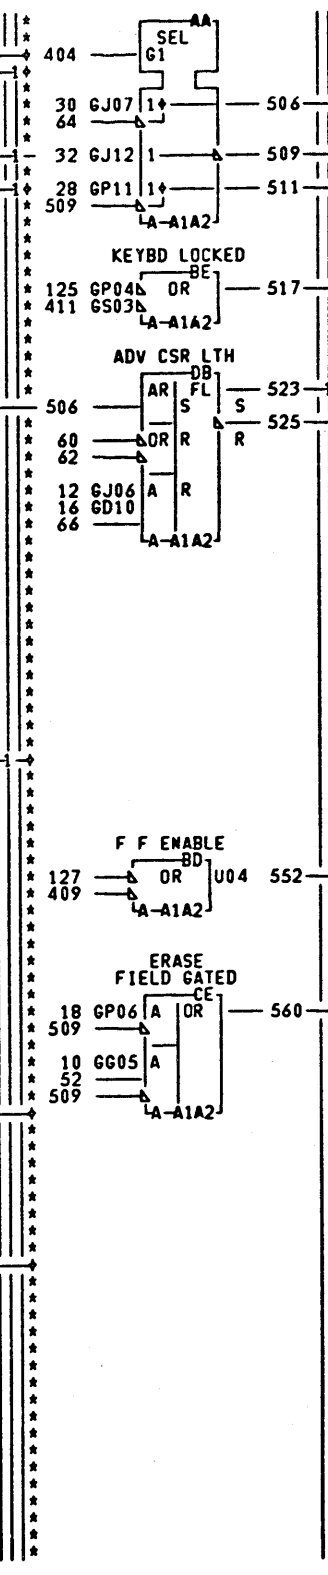 AA
SEL
404 G1
30 GJ07 1 506
64
1 32 GJ12 1 509
1 28 GP11 1 511
509
A-A1A2
KEYBD LOCKED
BE
125 GP04 OR 517
411 GS03
A-A1A2
ADV CSR LTH
DB
AR FL 523
506 S S
525
60 OR R R
62
12 GJ06 A R
16 GD10
66
A-A1A2
1
F F ENABLE
BD
127 OR U04 552
409
A-A1A2
ERASE
FIELD GATED
CE
18 GP06 A OR 560
509
10 GG05 A
52
509
A-A1A2